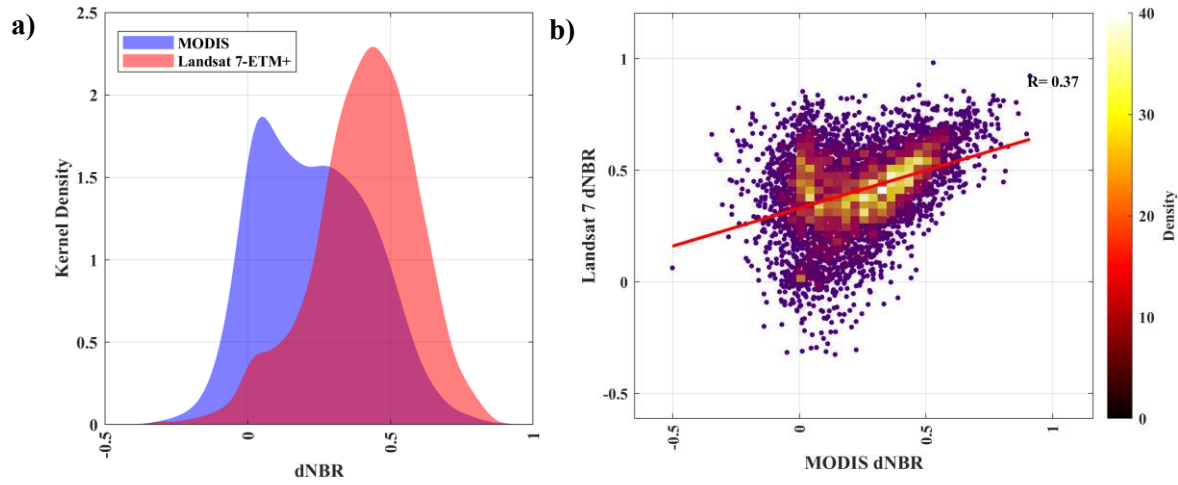 a)
2.5
2
1.5
1
0.5
0
Kernel Density
MODIS
Landsat 7-ETM+
-0.5
0
0.5
1
dNBR
b)
1
0.5
0
-0.5
Landsat 7 dNBR
R= 0.37
-0.5
0
0.5
1
MODIS dNBR
40
30
20
10
0
Density